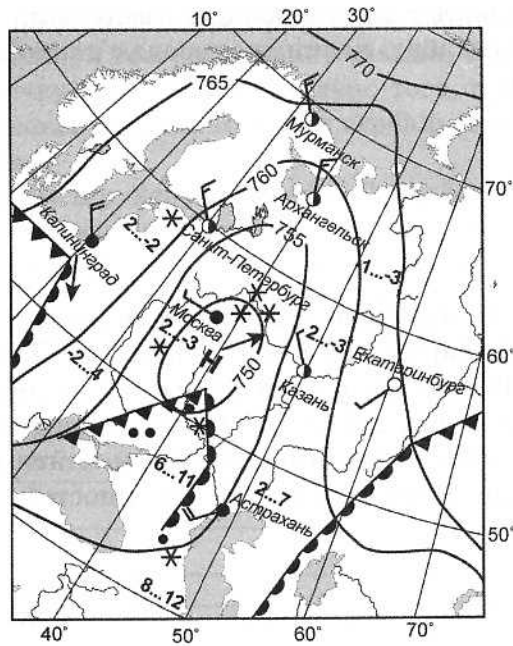 10°
20°
30°
765
770
Мурманск
70°
760
Архангельск
Калининград
2...-2
Санкт-Петербург
755
1...-3
Москва
2...-3
Н
750
2...-3
Казань
Екатеринбург
60°
-2...4
6...11
2...7
Астрахань
50°
8...12
40°
50°
60°
70°